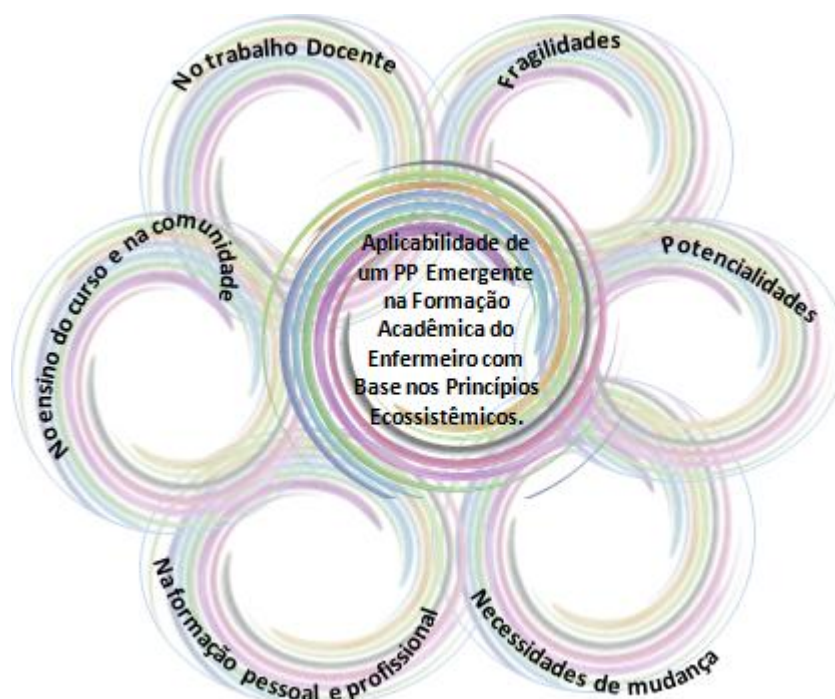 No trabalho Docente
Fragilidades
No ensino do curso e na comunidade
Aplicabilidade de
um PP Emergente
na Formação
Acadêmica do
Enfermeiro com
Base nos Princípios
Ecossistêmicos.
Potencialidades
Na formação pessoal e profissional
Necessidades de mudança